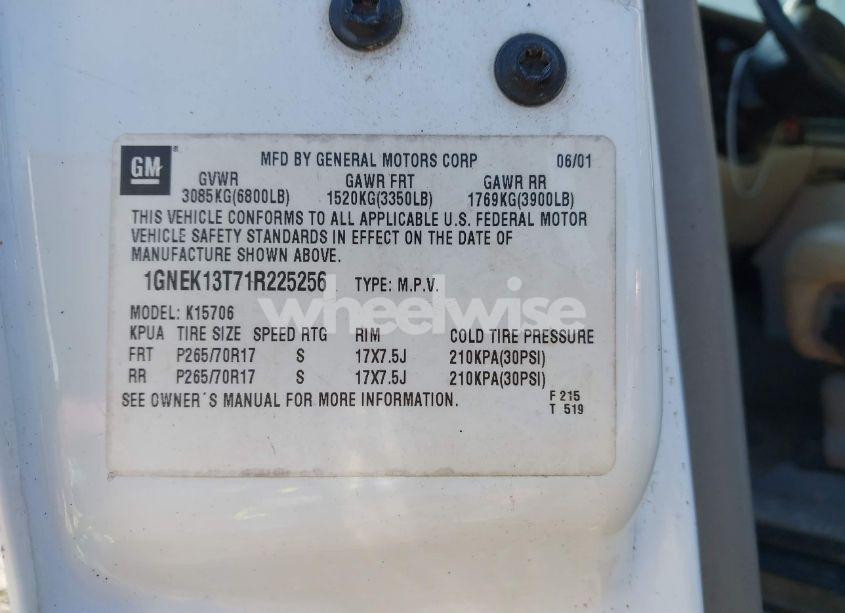 GM ® MFD BY GENERAL MOTORS CORP 06/01
GVWR GAWR FRT GAWR RR
3085KG(6800LB) 1520KG(3350LB) 1769KG(3900LB)
THIS VEHICLE CONFORMS TO ALL APPLICABLE U.S. FEDERAL MOTOR
VEHICLE SAFETY STANDARDS IN EFFECT ON THE DATE OF
MANUFACTURE SHOWN ABOVE.
1GNEK13T71R225256 TYPE: M.P.V.
wheelwise
MODEL: K15706
KPUA TIRE SIZE SPEED RTG RIM COLD TIRE PRESSURE
FRT P265/70R17 S 17X7.5J 210KPA(30PSI)
RR P265/70R17 S 17X7.5J 210KPA(30PSI)
SEE OWNER'S MANUAL FOR MORE INFORMATION. F 215
T 519